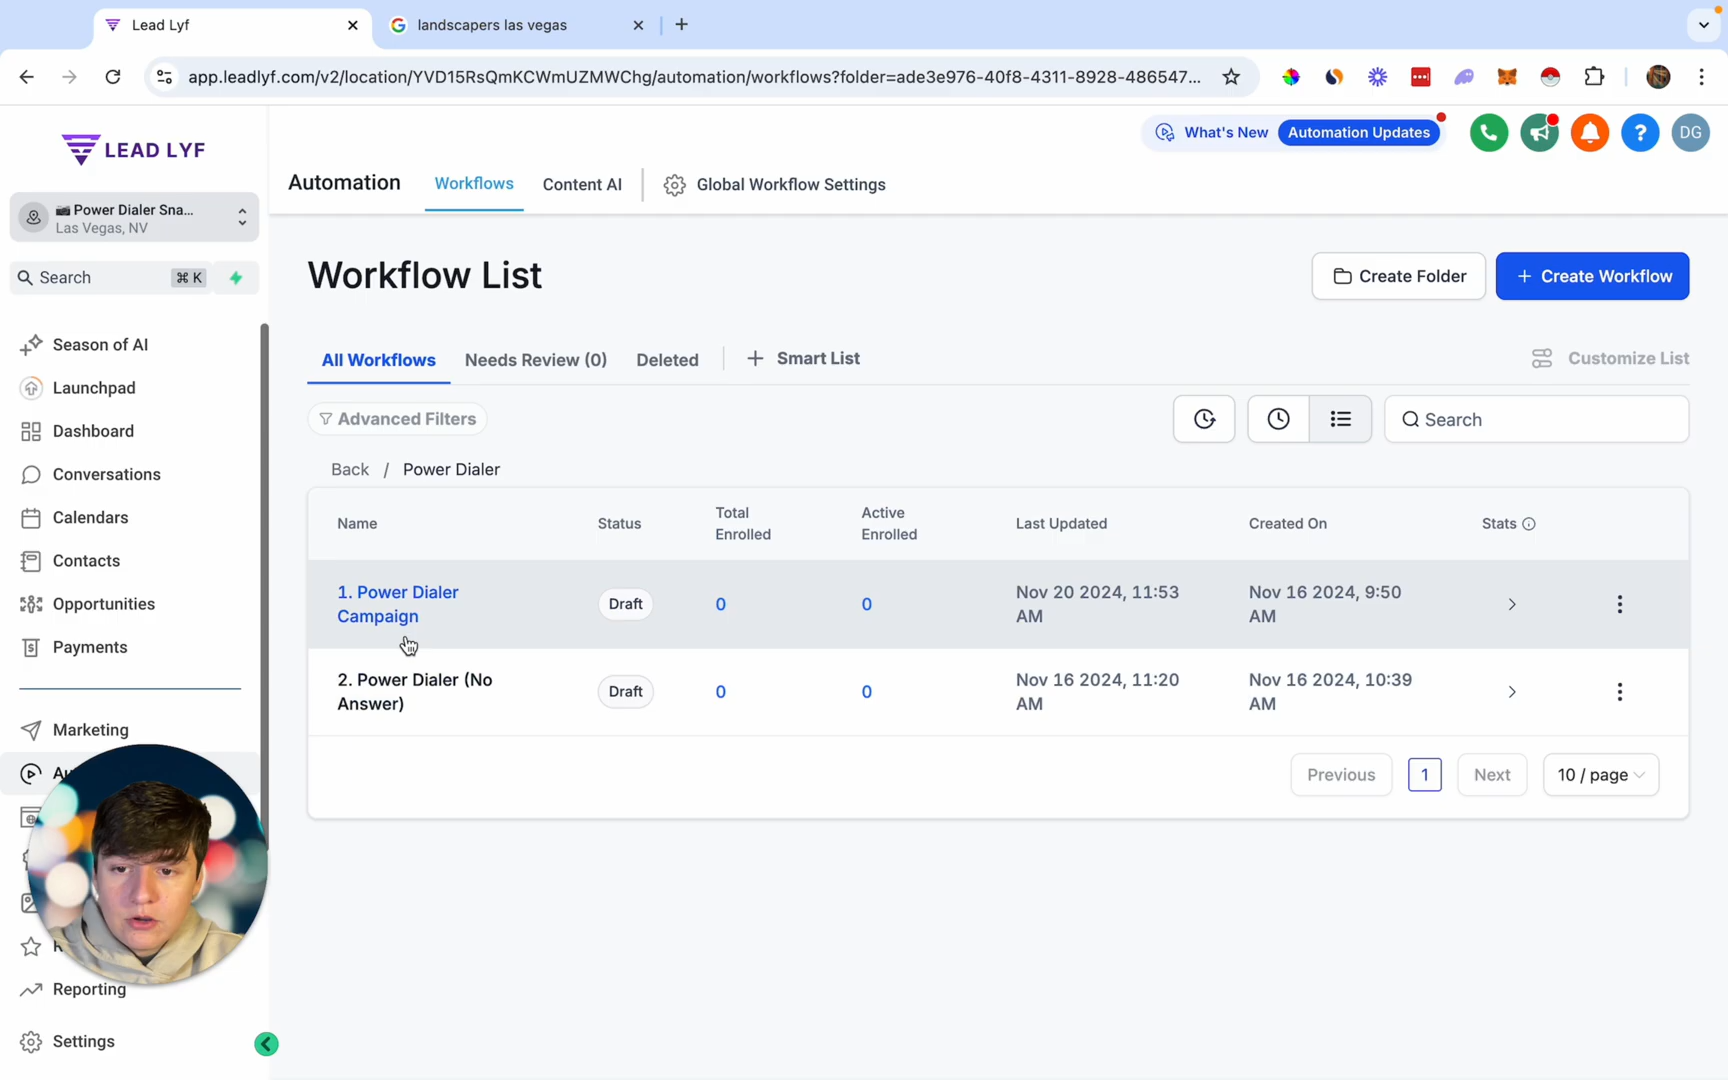 Lead Lyf
landscapers las vegas
app.leadlyf.com/v2/location/YVD15RsQmKCWmUZMWChg/automation/workflows?folder=ade3e976-40f8-4311-8928-486547...
LEAD LYF
What's New
Automation Updates
DG
Automation
Workflows
Content AI
Global Workflow Settings
Power Dialer Sna...
Las Vegas, NV
Search
⌘ K
Season of AI
Launchpad
Dashboard
Conversations
Calendars
Contacts
Opportunities
Payments
Marketing
Reporting
Settings
Workflow List
Create Folder
+ Create Workflow
All Workflows
Needs Review (0)
Deleted
+ Smart List
Customize List
Advanced Filters
Search
Back / Power Dialer
Name
Status
Total
Enrolled
Active
Enrolled
Last Updated
Created On
Stats
1. Power Dialer
Campaign
Draft
0
0
Nov 20 2024, 11:53
AM
Nov 16 2024, 9:50
AM
2. Power Dialer (No
Answer)
Draft
0
0
Nov 16 2024, 11:20
AM
Nov 16 2024, 10:39
AM
Previous
1
Next
10 / page